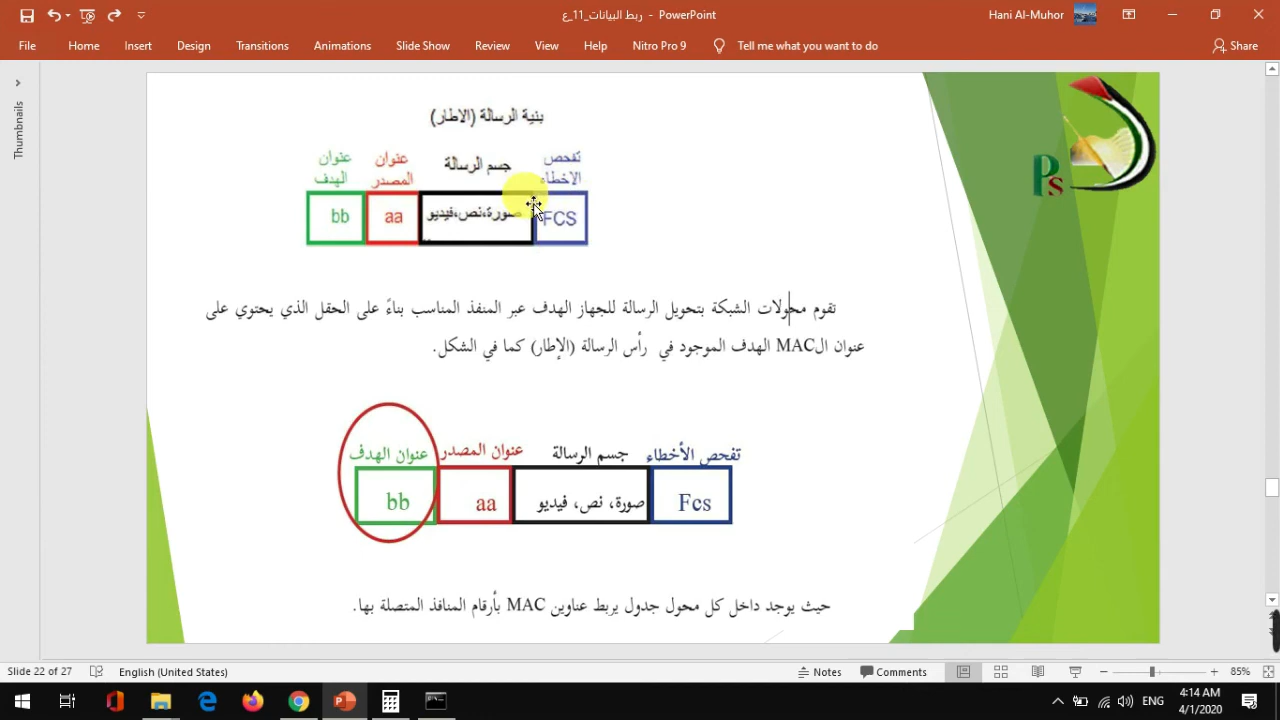 ربط البيانات_11_ع - PowerPoint
Hani Al-Muhor
File Home Insert Design Transitions Animations Slide Show Review View Help Nitro Pro 9 Tell me what you want to do Share
Thumbnails
بنية الرسالة (الاطار)
عنوان الهدف
عنوان المصدر
جسم الرسالة
تفحص الاخطاء
bb
aa
صورة،نص،فيديو
FCS
تقوم محولات الشبكة بتحويل الرسالة للجهاز الهدف عبر المنفذ المناسب بناءً على الحقل الذي يحتوي على
عنوان الMAC الهدف الموجود في رأس الرسالة (الإطار) كما في الشكل.
عنوان الهدف عنوان المصدر جسم الرسالة تفحص الأخطاء
bb aa صورة، نص، فيديو Fcs
حيث يوجد داخل كل محول جدول يربط عناوين MAC بأرقام المنافذ المتصلة بها.
Ps
Slide 22 of 27 English (United States) Notes Comments 85%
ENG
4:14 AM
4/1/2020